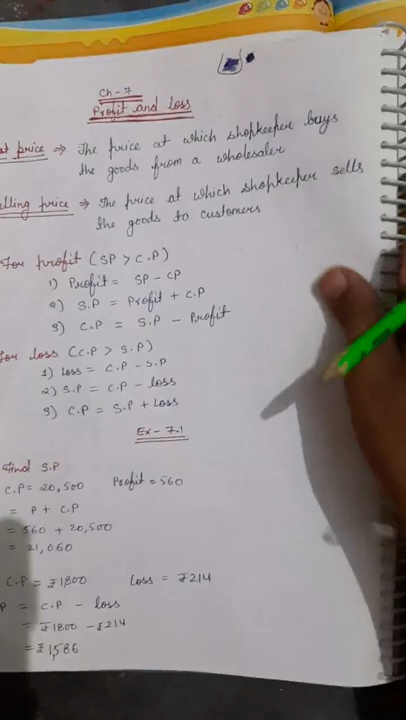 Ch-7
Profit and loss
price => The price at which shopkeeper buys
the goods from a wholesaler
elling price => The price at which shopkeeper sells
the goods to customers
For profit (SP > C.P)
1) Profit = SP - CP
2) S.P = Profit + C.P
3) C.P = S.P - Profit
For loss (C.P > S.P)
1) Loss = C.P - S.P
2) S.P = C.P - loss
3) C.P = S.P + Loss
Ex - 7.1
Find S.P
C.P = 20,500 Profit = 560
= P + C.P
= 560 + 20,500
= 21,060
C.P = ₹1800 Loss = ₹214
P = C.P - loss
= ₹1800 - ₹214
= ₹1,586